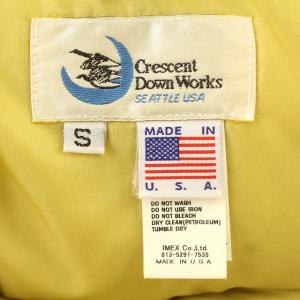 Crescent
Down Works
SEATTLE USA
S
MADE IN
U. S. A.
DO NOT WASH
DO NOT USE IRON
DO NOT BLEACH
DRY CLEAN(PETROLEUM)
TUMBLE DRY
IMEX Co.,Ltd.
813-5291-7535
MADE IN U.S.A